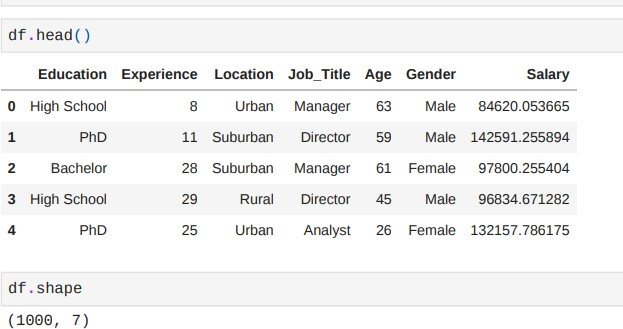 df.head()
Education Experience Location Job_Title Age Gender Salary
0 High School 8 Urban Manager 63 Male 84620.053665
1 PhD 11 Suburban Director 59 Male 142591.255894
2 Bachelor 28 Suburban Manager 61 Female 97800.255404
3 High School 29 Rural Director 45 Male 96834.671282
4 PhD 25 Urban Analyst 26 Female 132157.786175
df.shape
(1000, 7)